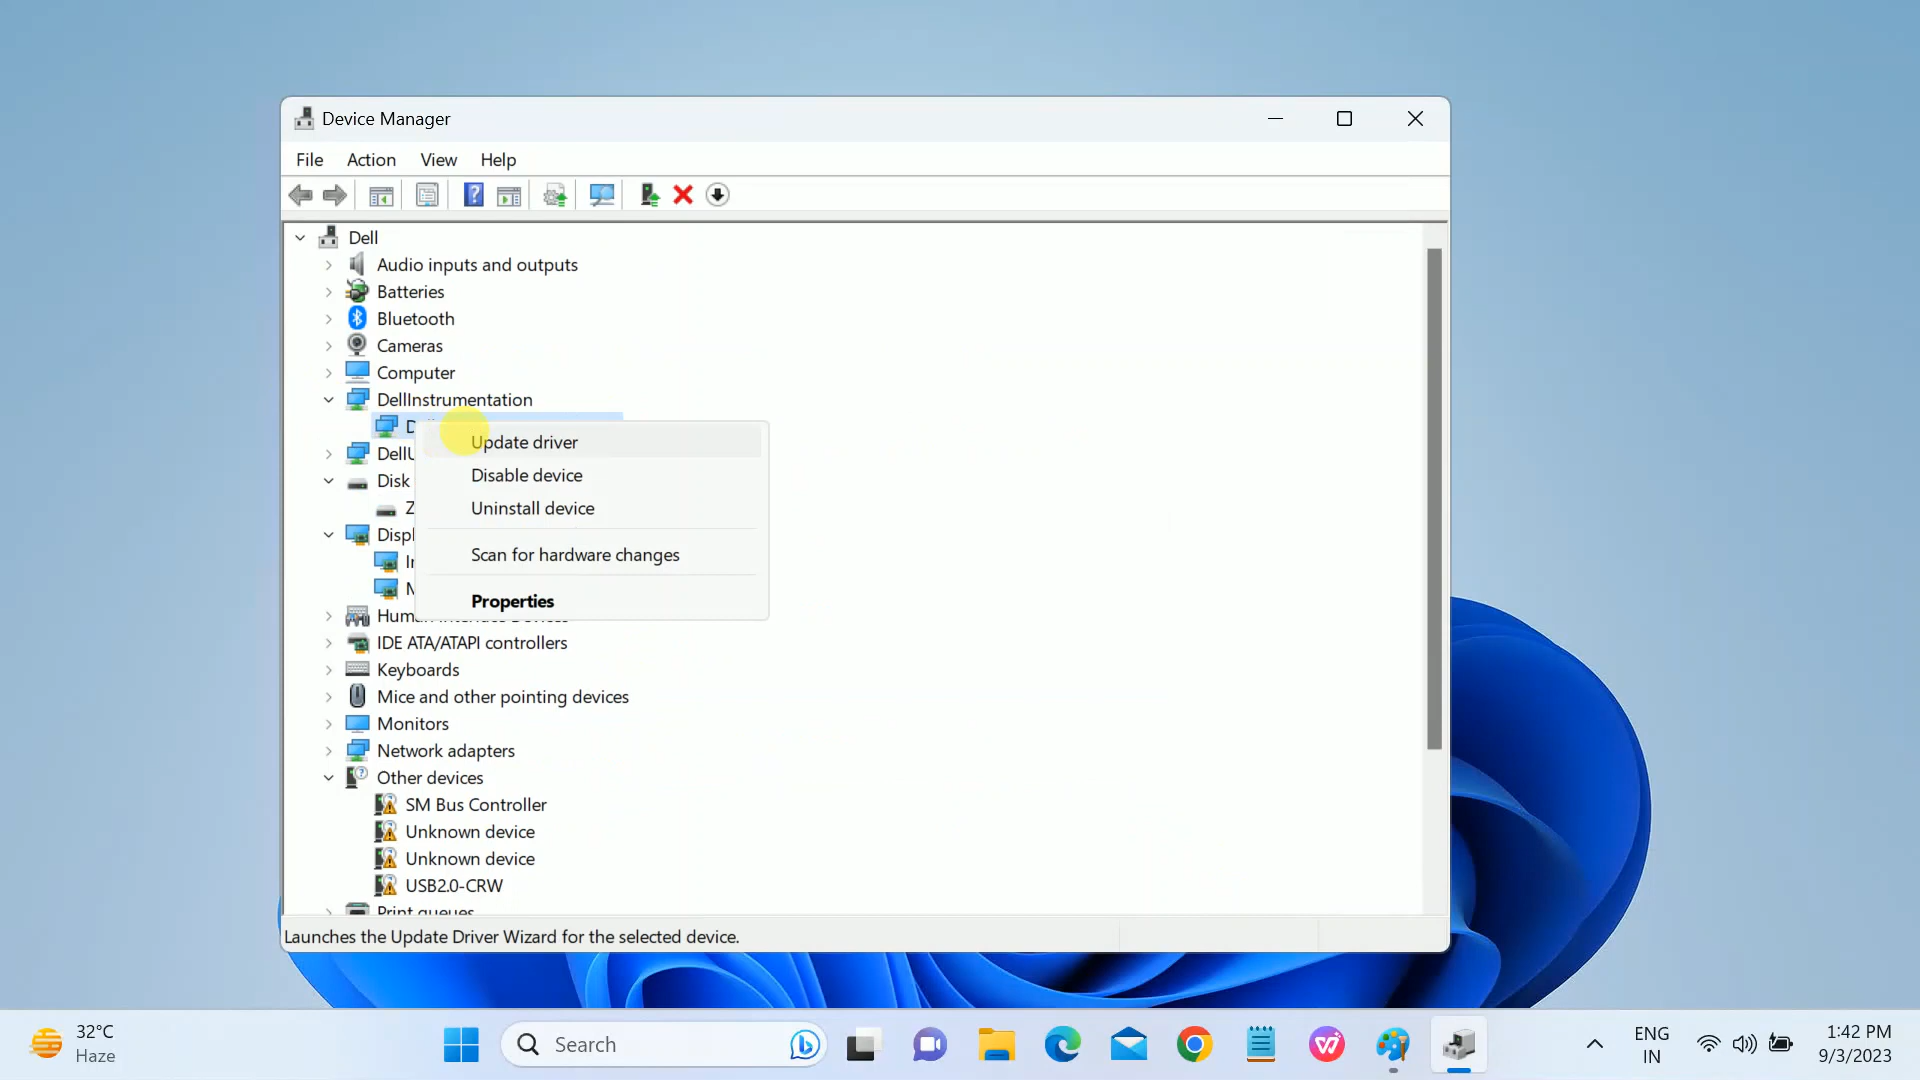 Device Manager
File Action View Help
Dell
Audio inputs and outputs
Batteries
Bluetooth
Cameras
Computer
DellInstrumentation
Update driver
Disk
Disable device
Uninstall device
Scan for hardware changes
Properties
IDE ATA/ATAPI controllers
Keyboards
Mice and other pointing devices
Monitors
Network adapters
Other devices
SM Bus Controller
Unknown device
Unknown device
USB2.0-CRW
Print queues
Launches the Update Driver Wizard for the selected device.
32°C
Haze
Search
ENG
IN
1:42 PM
9/3/2023